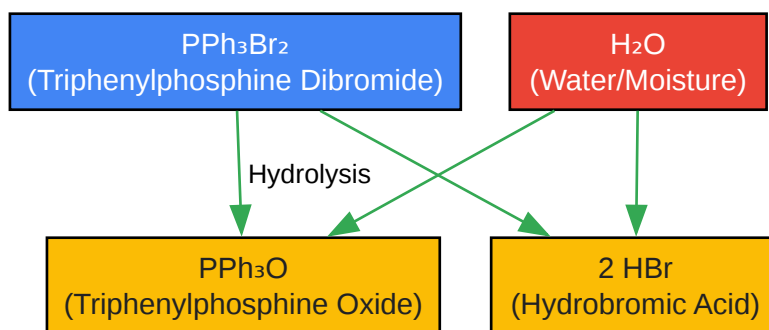 PPh₃Br₂
(Triphenylphosphine Dibromide)
H₂O
(Water/Moisture)
Hydrolysis
PPh₃O
(Triphenylphosphine Oxide)
2 HBr
(Hydrobromic Acid)